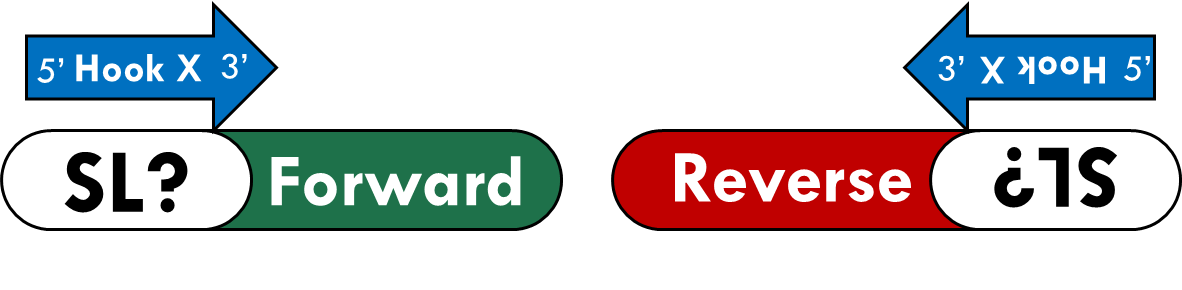 5’ Hook X 3’
3’ X Hook 5’
SL? Forward
Reverse SL?